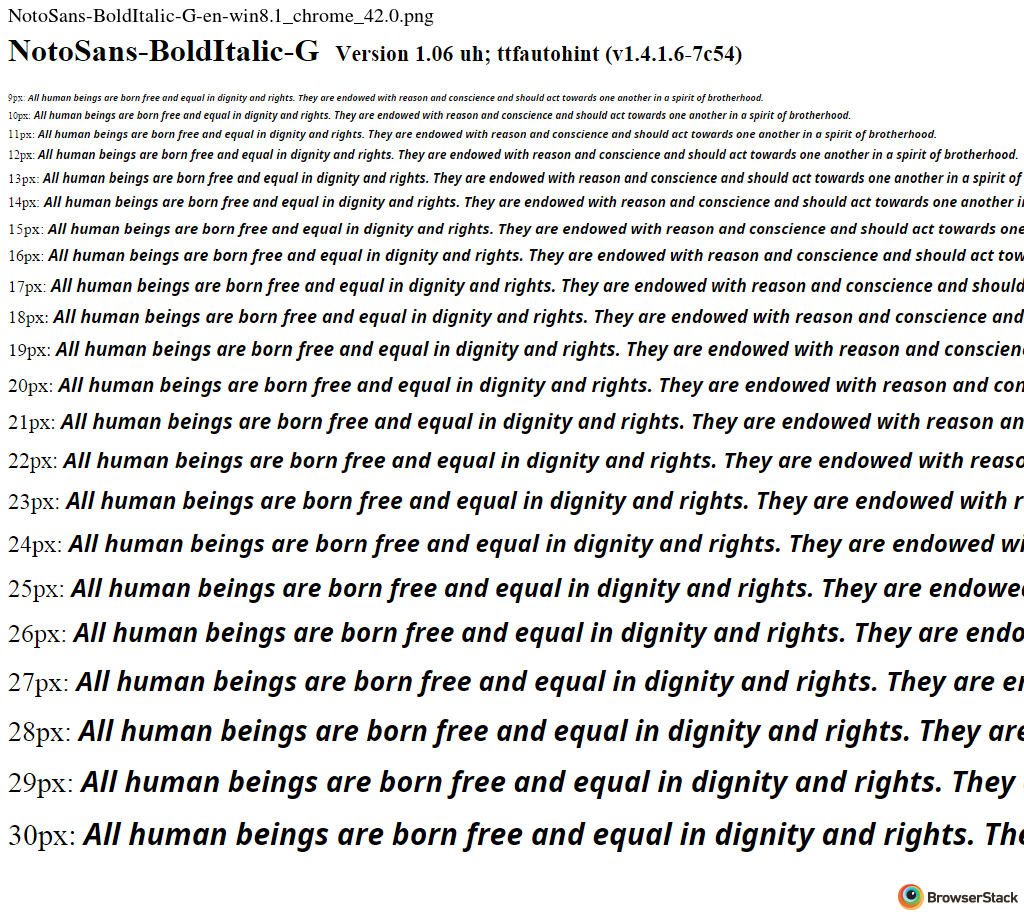 NotoSans-BoldItalic-G-en-win8.1_chrome_42.0.png
NotoSans-BoldItalic-G Version 1.06 uh; ttfautohint (v1.4.1.6-7c54)
9px: All human beings are born free and equal in dignity and rights. They are endowed with reason and conscience and should act towards one another in a spirit of brotherhood.
10px: All human beings are born free and equal in dignity and rights. They are endowed with reason and conscience and should act towards one another in a spirit of brotherhood.
11px: All human beings are born free and equal in dignity and rights. They are endowed with reason and conscience and should act towards one another in a spirit of brotherhood.
12px: All human beings are born free and equal in dignity and rights. They are endowed with reason and conscience and should act towards one another in a spirit of brotherhood.
13px: All human beings are born free and equal in dignity and rights. They are endowed with reason and conscience and should act towards one another in a spirit of
14px: All human beings are born free and equal in dignity and rights. They are endowed with reason and conscience and should act towards one another i
15px: All human beings are born free and equal in dignity and rights. They are endowed with reason and conscience and should act towards one
16px: All human beings are born free and equal in dignity and rights. They are endowed with reason and conscience and should act tow
17px: All human beings are born free and equal in dignity and rights. They are endowed with reason and conscience and should
18px: All human beings are born free and equal in dignity and rights. They are endowed with reason and conscience and
19px: All human beings are born free and equal in dignity and rights. They are endowed with reason and conscien
20px: All human beings are born free and equal in dignity and rights. They are endowed with reason and con
21px: All human beings are born free and equal in dignity and rights. They are endowed with reason an
22px: All human beings are born free and equal in dignity and rights. They are endowed with reaso
23px: All human beings are born free and equal in dignity and rights. They are endowed with r
24px: All human beings are born free and equal in dignity and rights. They are endowed wi
25px: All human beings are born free and equal in dignity and rights. They are endowe
26px: All human beings are born free and equal in dignity and rights. They are endo
27px: All human beings are born free and equal in dignity and rights. They are en
28px: All human beings are born free and equal in dignity and rights. They are
29px: All human beings are born free and equal in dignity and rights. They
30px: All human beings are born free and equal in dignity and rights. The
BrowserStack